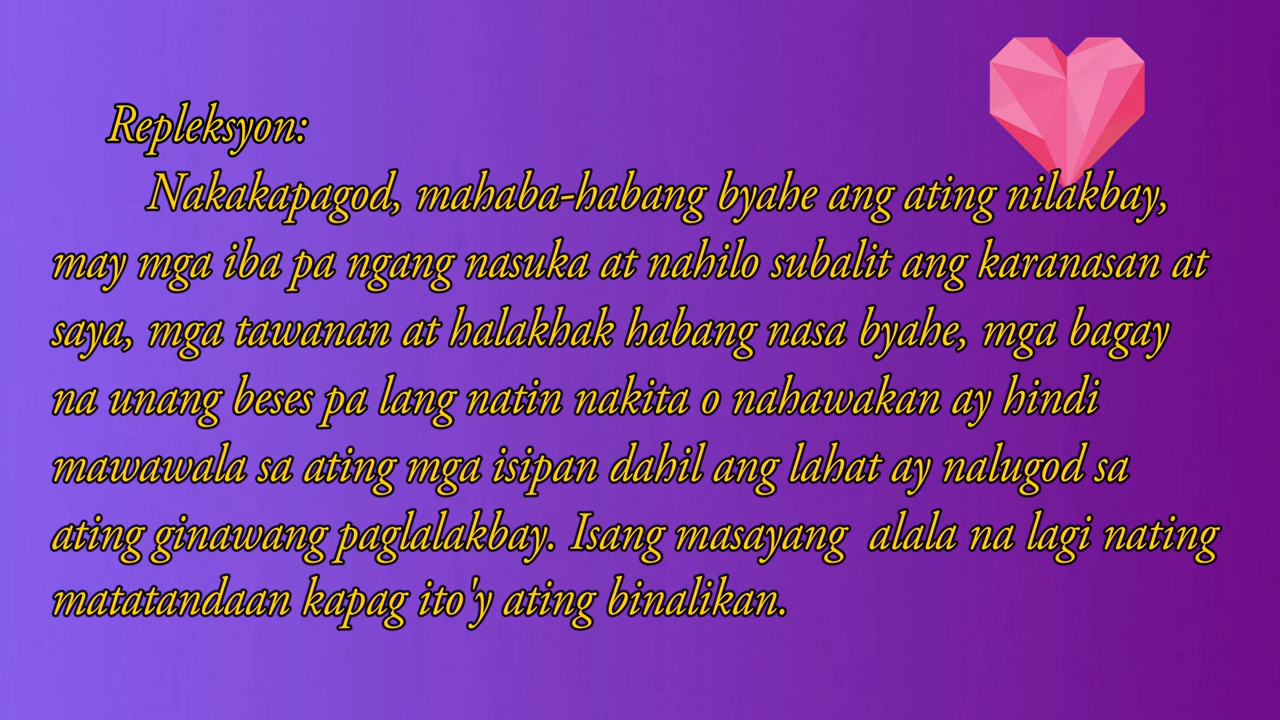 Repleksyon:
Nakakapagod, mahaba-habang byahe ang ating nilakbay,
may mga iba pa ngang nasuka at nahilo subalit ang karanasan at
saya, mga tawanan at halakhak habang nasa byahe, mga bagay
na unang beses pa lang natin nakita o nahawakan ay hindi
mawawala sa ating mga isipan dahil ang lahat ay nalugod sa
ating ginawang paglalakbay. Isang masayang  alala na lagi nating
matatandaan kapag ito'y ating binalikan.